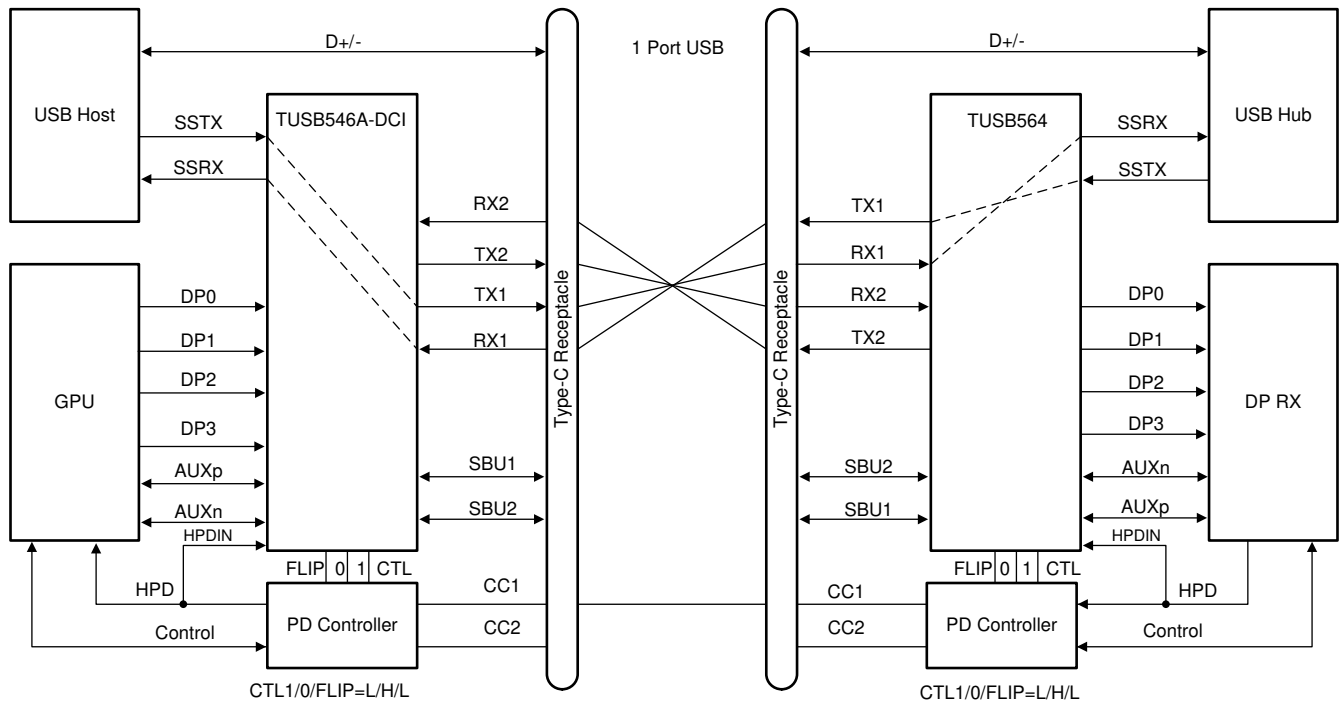 D+/-
1 Port USB
D+/-
USB Host
TUSB546A-DCI
TUSB564
USB Hub
SSTX
SSRX
SSRX
SSTX
RX2
TX2
TX1
RX1
TX1
RX1
RX2
TX2
Type-C Receptacle
Type-C Receptacle
GPU
DP0
DP1
DP2
DP3
AUXp
AUXn
HPDIN
SBU1
SBU2
SBU2
SBU1
DP0
DP1
DP2
DP3
AUXn
AUXp
HPDIN
DP RX
FLIP 0 1 CTL
FLIP 0 1 CTL
HPD
Control
PD Controller
CC1
CC2
CC1
CC2
PD Controller
HPD
Control
CTL1/0/FLIP=L/H/L
CTL1/0/FLIP=L/H/L